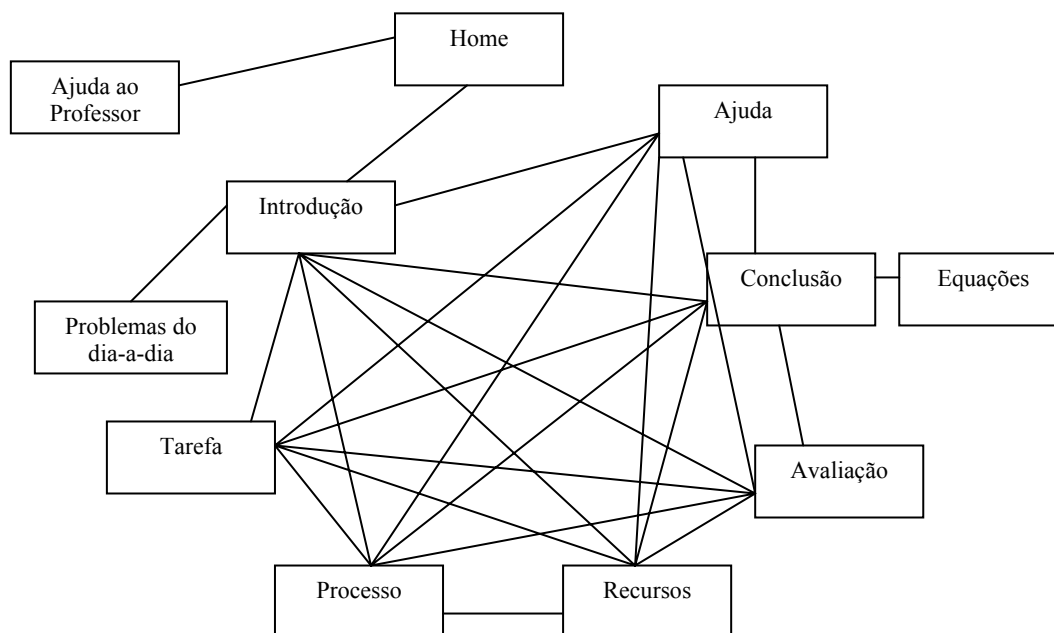 Home
Ajuda ao
Professor
Ajuda
Introdução
Conclusão
Equações
Problemas do
dia-a-dia
Tarefa
Avaliação
Processo
Recursos